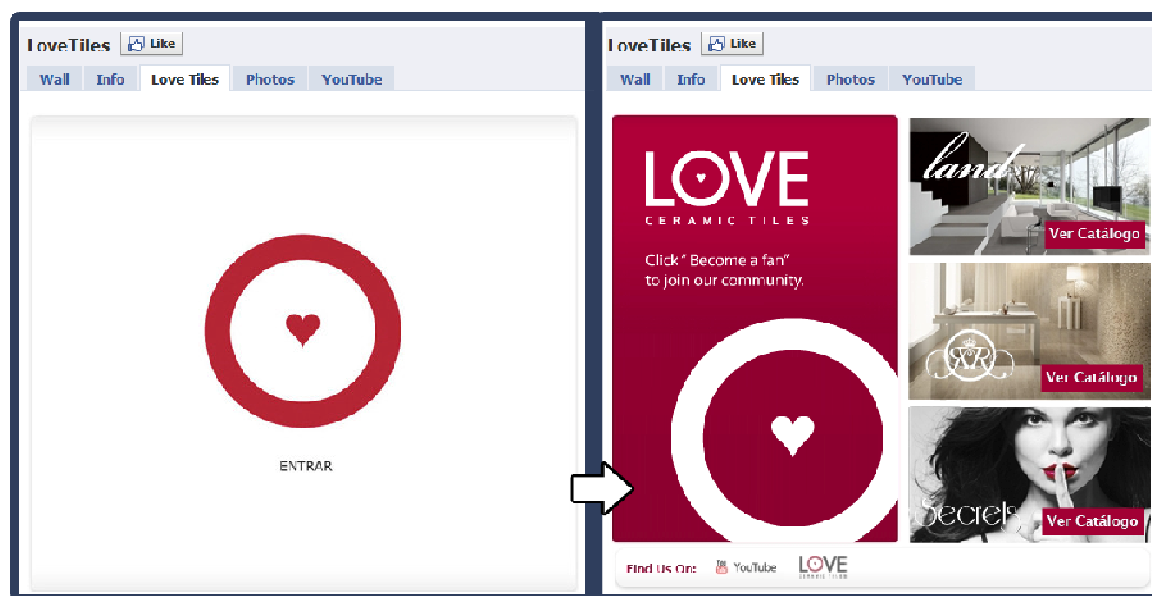 LoveTiles Like
Wall Info Love Tiles Photos YouTube
ENTRAR
LoveTiles Like
Wall Info Love Tiles Photos YouTube
LOVE
CERAMIC TILES
Click “ Become a fan”
to join our community.
land
Ver Catálogo
Ver Catálogo
Secrets
Ver Catálogo
Find Us On: YouTube LOVE
CERAMIC TILES